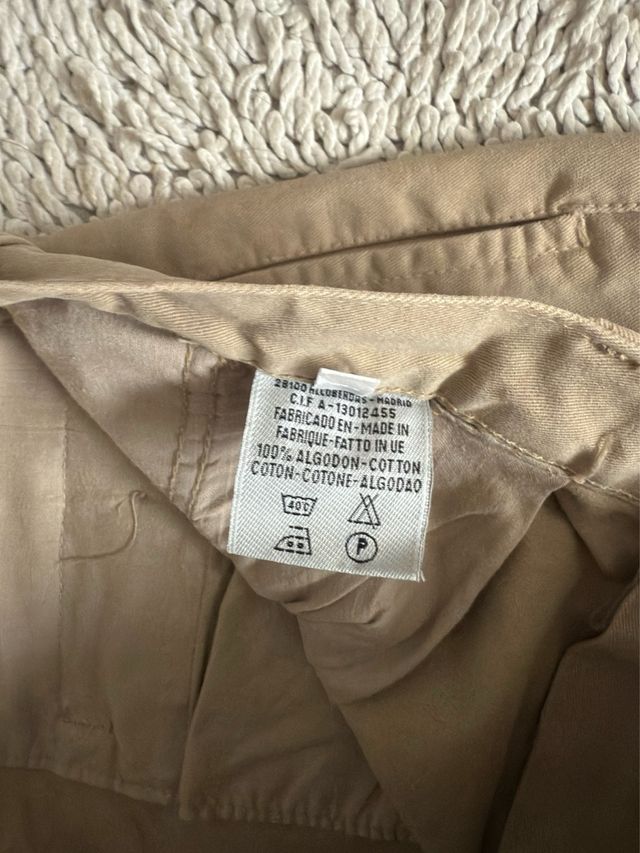 28100 ALCOBENDAS - MADRID
C.I.F A-13012455
FABRICADO EN-MADE IN
FABRIQUE-FATTO IN UE
100% ALGODON-COTTON
COTON-COTONE-ALGODAO
40°C
P